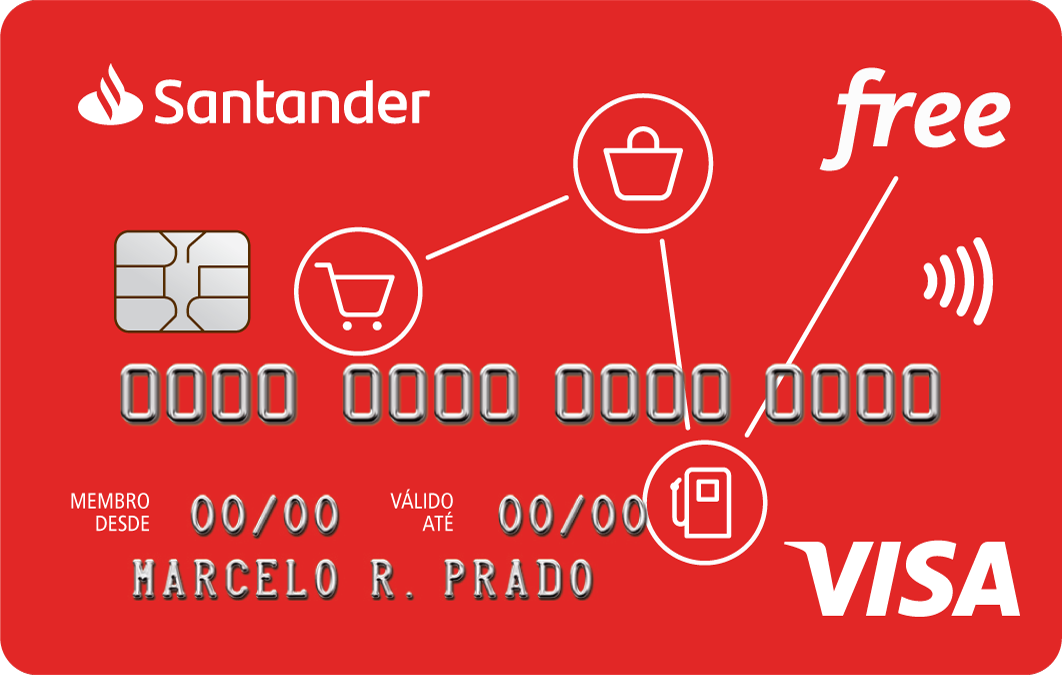 Santander
free
0000 0000 0000 0000
MEMBRO
DESDE 00/00
VÁLIDO
ATÉ 00/00
MARCELO R. PRADO
VISA